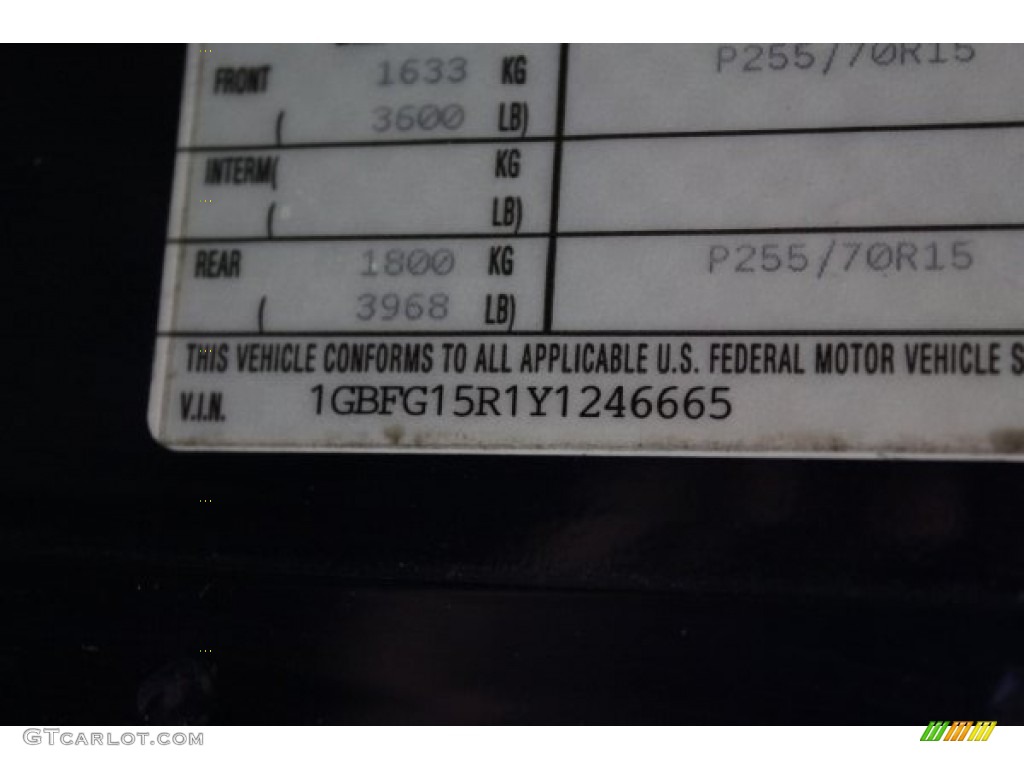 FRONT 1633 KG P255/70R15
( 3600 LB)
INTERM( KG
( LB)
REAR 1800 KG P255/70R15
( 3968 LB)
THIS VEHICLE CONFORMS TO ALL APPLICABLE U.S. FEDERAL MOTOR VEHICLE S
V.I.N. 1GBFG15R1Y1246665
GTCARLOT.COM